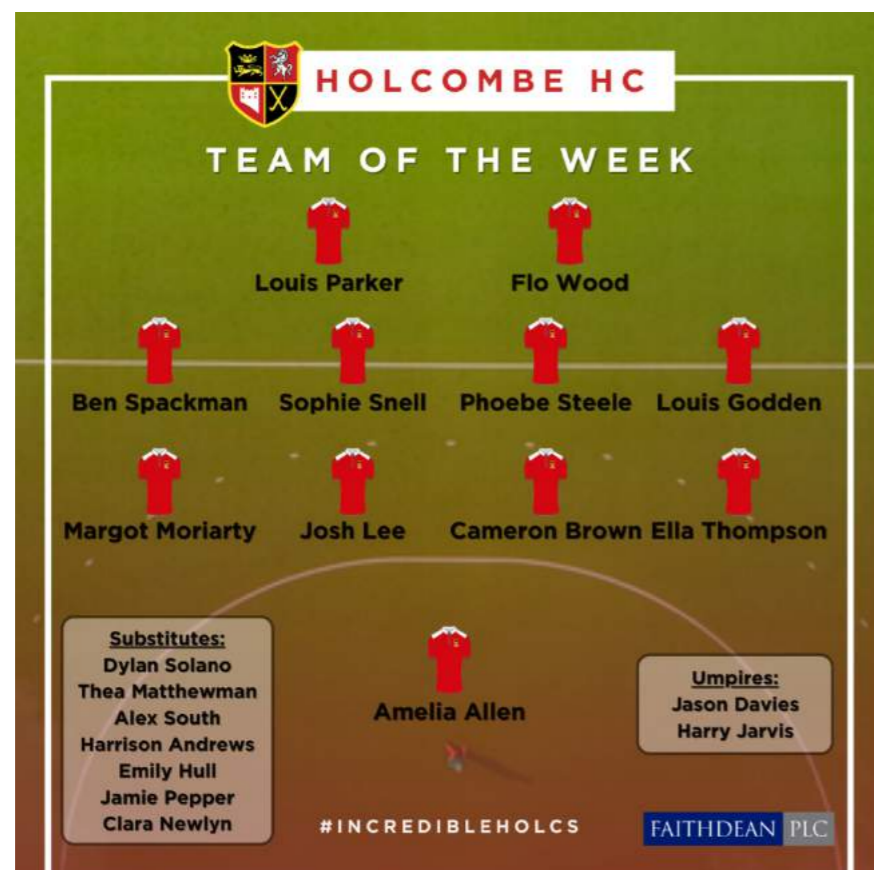 HOLCOMBE HC
TEAM OF THE WEEK
Louis Parker Flo Wood
Ben Spackman Sophie Snell Phoebe Steele Louis Godden
Margot Moriarty Josh Lee Cameron Brown Ella Thompson
Amelia Allen
Substitutes:
Dylan Solano
Thea Matthewman
Alex South
Harrison Andrews
Emily Hull
Jamie Pepper
Clara Newlyn
Umpires:
Jason Davies
Harry Jarvis
#INCREDIBLEHOLCS
FAITHDEAN PLC